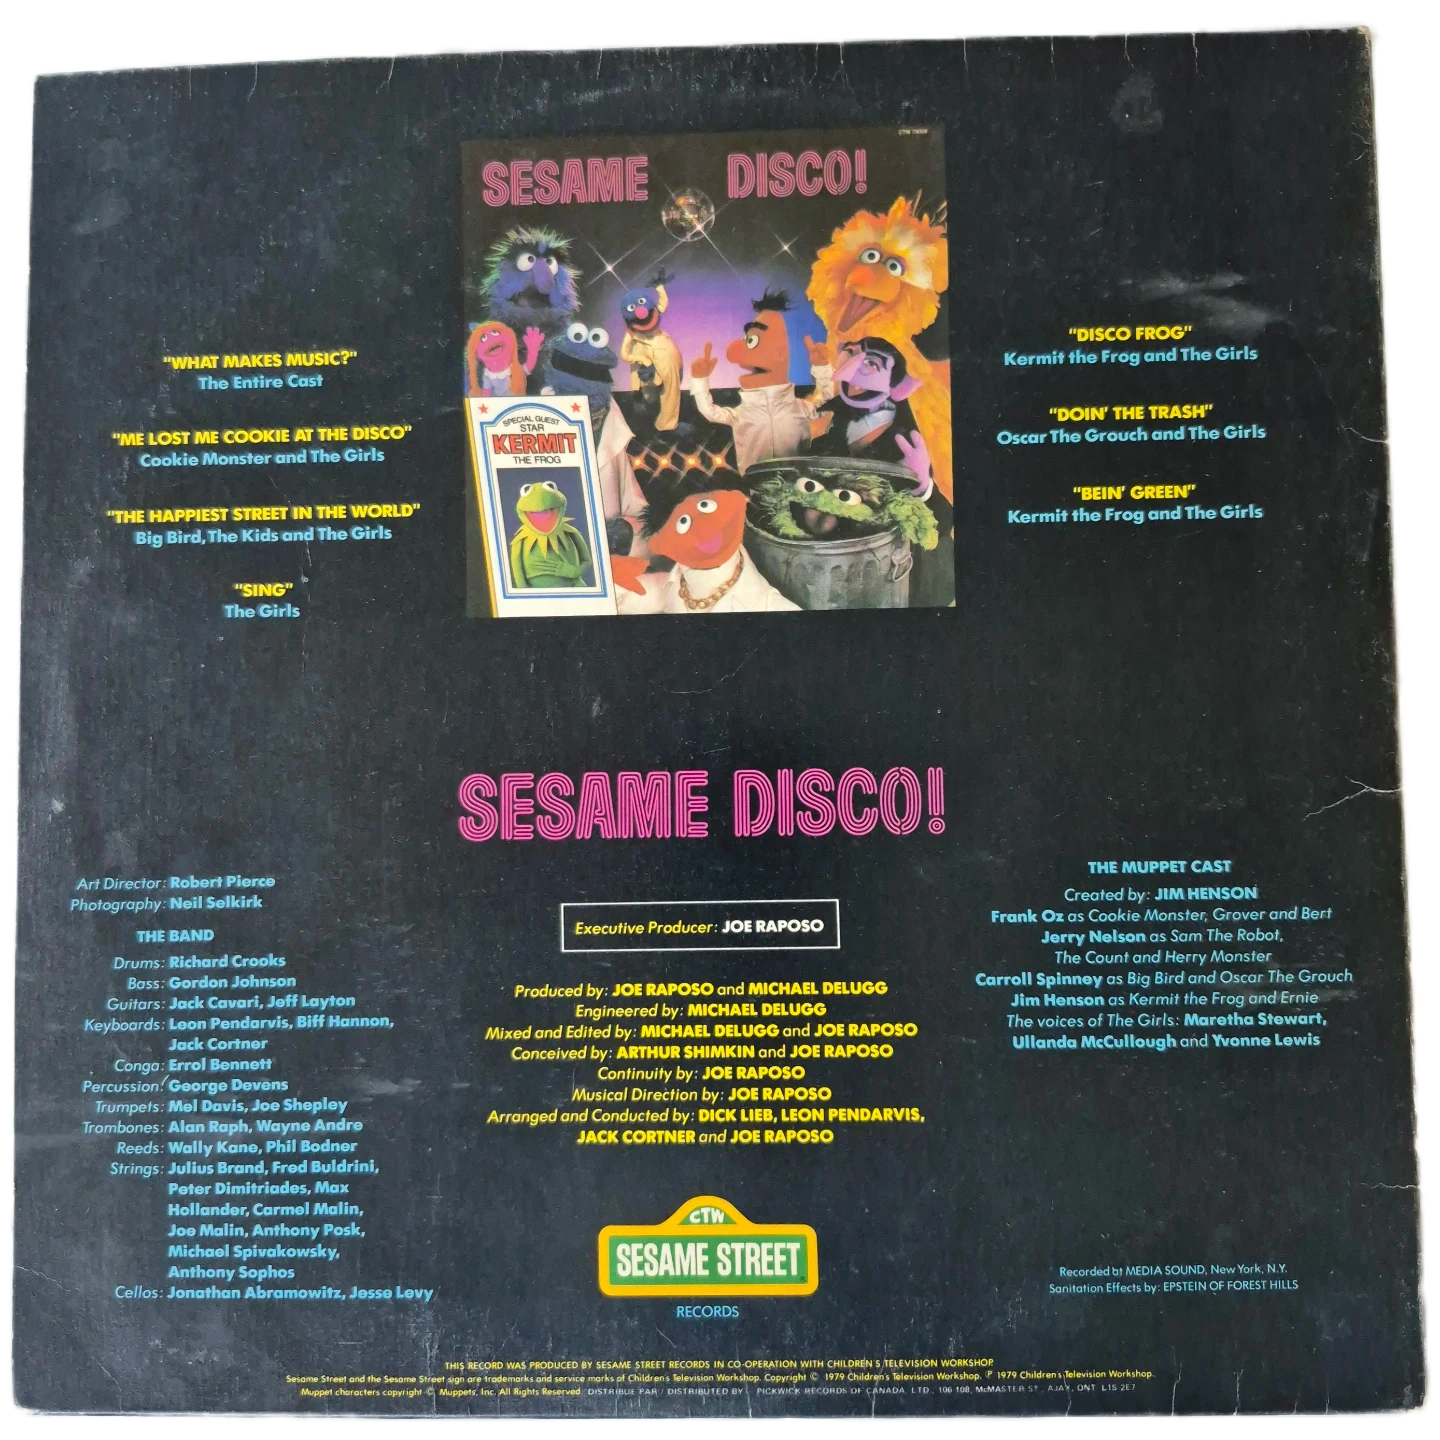 CTW 79008
SESAME DISCO!
SPECIAL GUEST
STAR
KERMIT
THE FROG
"WHAT MAKES MUSIC?"
The Entire Cast
"ME LOST ME COOKIE AT THE DISCO"
Cookie Monster and The Girls
"THE HAPPIEST STREET IN THE WORLD"
Big Bird, The Kids and The Girls
"SING"
The Girls
"DISCO FROG"
Kermit the Frog and The Girls
"DOIN' THE TRASH"
Oscar The Grouch and The Girls
"BEIN' GREEN"
Kermit the Frog and The Girls
SESAME DISCO!
Art Director: Robert Pierce
Photography: Neil Selkirk
THE BAND
Drums: Richard Crooks
Bass: Gordon Johnson
Guitars: Jack Cavari, Jeff Layton
Keyboards: Leon Pendarvis, Biff Hannon,
Jack Cortner
Conga: Errol Bennett
Percussion: George Devens
Trumpets: Mel Davis, Joe Shepley
Trombones: Alan Raph, Wayne Andre
Reeds: Wally Kane, Phil Bodner
Strings: Julius Brand, Fred Buldrini,
Peter Dimitriades, Max
Hollander, Carmel Malin,
Joe Malin, Anthony Posk,
Michael Spivakowsky,
Anthony Sophos
Cellos: Jonathan Abramowitz, Jesse Levy
Executive Producer: JOE RAPOSO
Produced by: JOE RAPOSO and MICHAEL DELUGG
Engineered by: MICHAEL DELUGG
Mixed and Edited by: MICHAEL DELUGG and JOE RAPOSO
Conceived by: ARTHUR SHIMKIN and JOE RAPOSO
Continuity by: JOE RAPOSO
Musical Direction by: JOE RAPOSO
Arranged and Conducted by: DICK LIEB, LEON PENDARVIS,
JACK CORTNER and JOE RAPOSO
THE MUPPET CAST
Created by: JIM HENSON
Frank Oz as Cookie Monster, Grover and Bert
Jerry Nelson as Sam The Robot,
The Count and Herry Monster
Carroll Spinney as Big Bird and Oscar The Grouch
Jim Henson as Kermit the Frog and Ernie
The voices of The Girls: Maretha Stewart,
Ullanda McCullough and Yvonne Lewis
CTW
SESAME STREET
RECORDS
Recorded at MEDIA SOUND, New York, N.Y.
Sanitation Effects by: EPSTEIN OF FOREST HILLS
THIS RECORD WAS PRODUCED BY SESAME STREET RECORDS IN CO-OPERATION WITH CHILDREN'S TELEVISION WORKSHOP.
Sesame Street and the Sesame Street sign are trademarks and service marks of Children's Television Workshop. Copyright © 1979 Children's Television Workshop. ℗ 1979 Children's Television Workshop.
Muppet characters copyright © Muppets, Inc. All Rights Reserved. DISTRIBUE PAR / DISTRIBUTED BY PICKWICK RECORDS OF CANADA, LTD., 106-108, McMASTER ST., AJAX, ONT. L1S 2E7